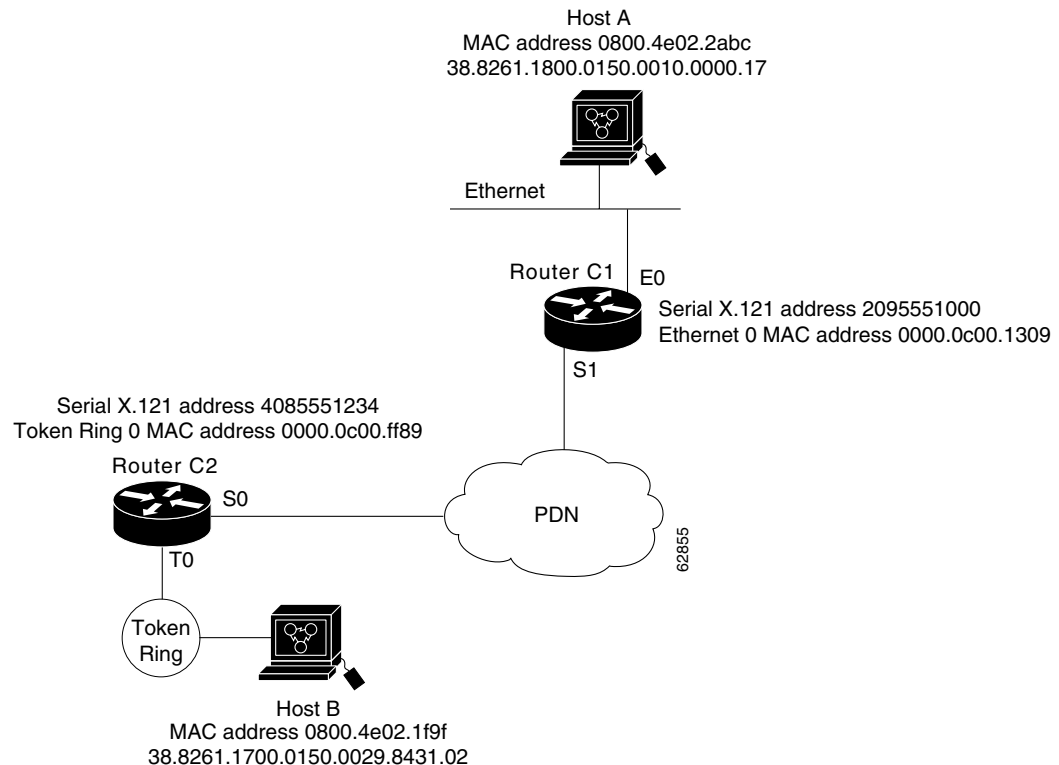 Host A
MAC address 0800.4e02.2abc
38.8261.1800.0150.0010.0000.17
Ethernet
Router C1
E0
Serial X.121 address 2095551000
Ethernet 0 MAC address 0000.0c00.1309
S1
Serial X.121 address 4085551234
Token Ring 0 MAC address 0000.0c00.ff89
Router C2
S0
PDN
62855
T0
Token
Ring
Host B
MAC address 0800.4e02.1f9f
38.8261.1700.0150.0029.8431.02